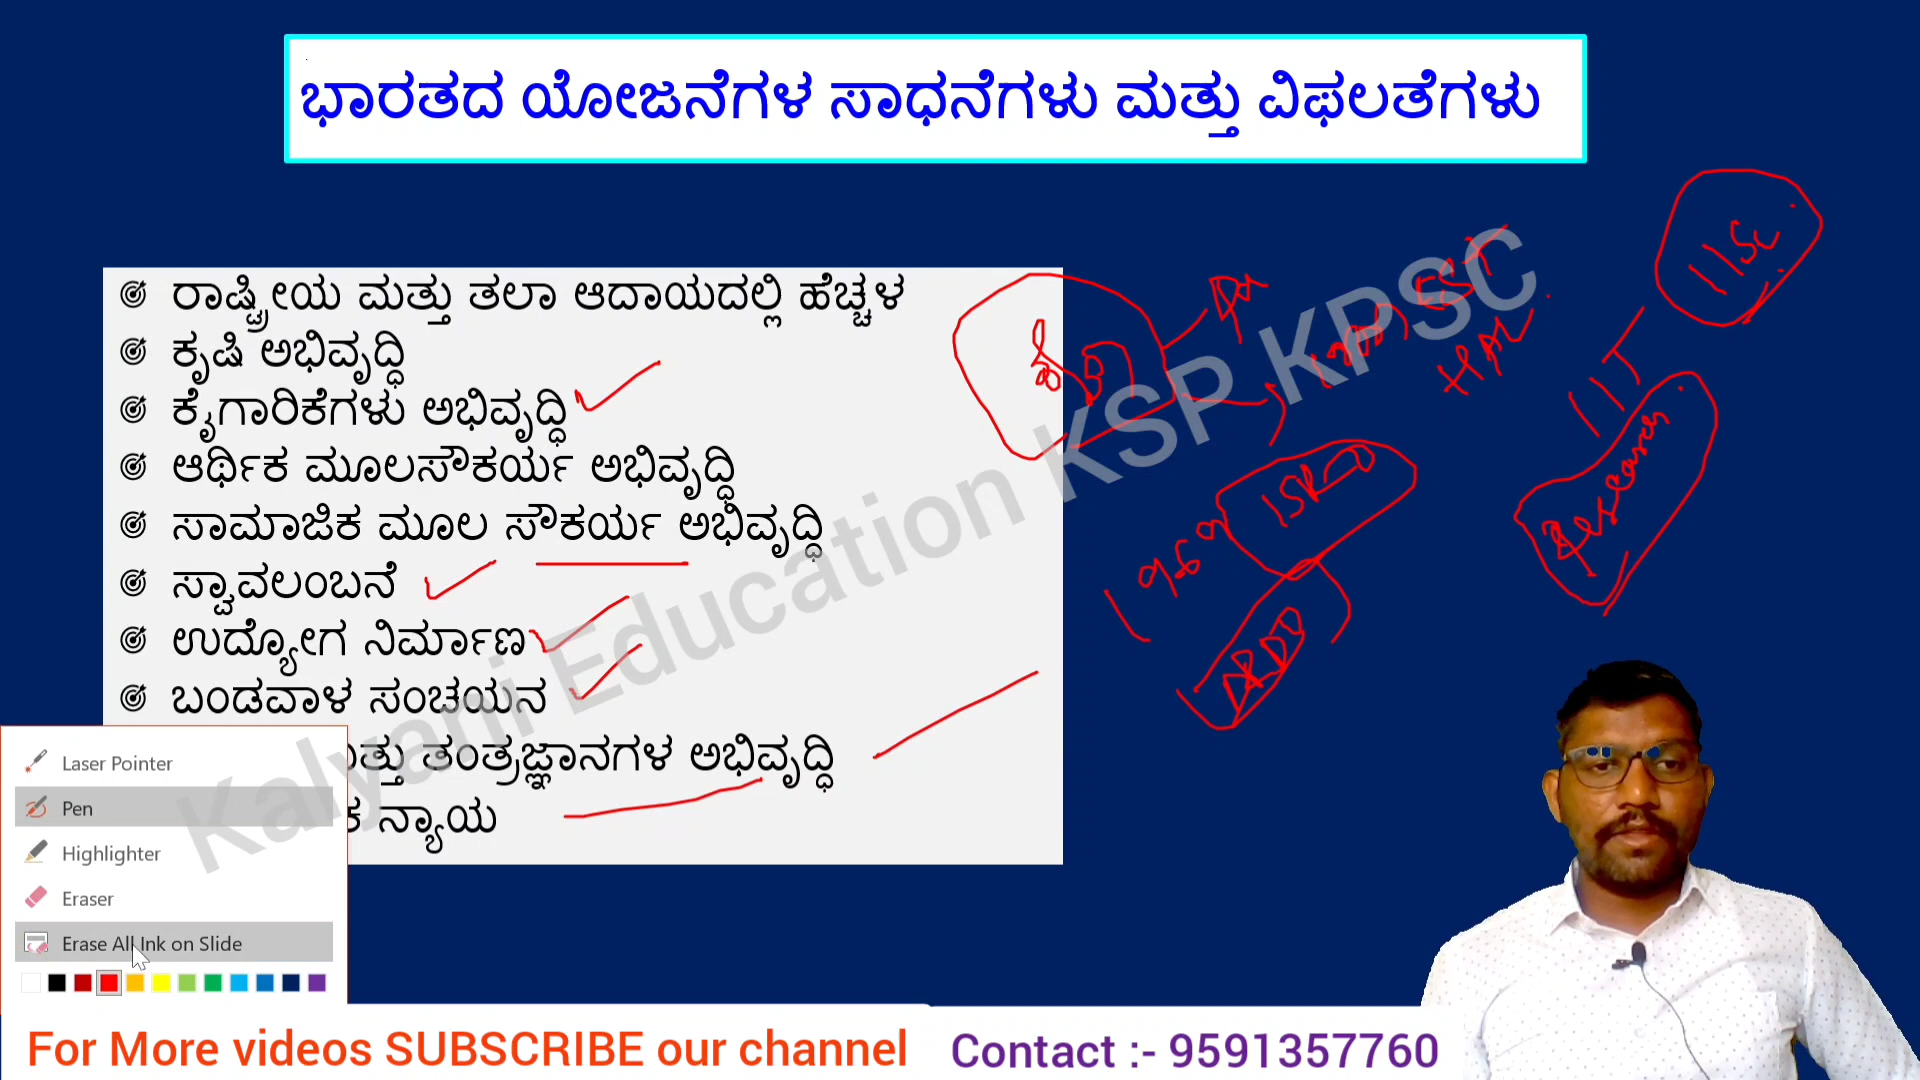 ಭಾರತದ ಯೋಜನೆಗಳ ಸಾಧನೆಗಳು ಮತ್ತು ವಿಫಲತೆಗಳು
ರಾಷ್ಟ್ರೀಯ ಮತ್ತು ತಲಾ ಆದಾಯದಲ್ಲಿ ಹೆಚ್ಚಳ
ಕೃಷಿ ಅಭಿವೃದ್ಧಿ
ಕೈಗಾರಿಕೆಗಳು ಅಭಿವೃದ್ಧಿ
ಆರ್ಥಿಕ ಮೂಲಸೌಕರ್ಯ ಅಭಿವೃದ್ಧಿ
ಸಾಮಾಜಿಕ ಮೂಲ ಸೌಕರ್ಯ ಅಭಿವೃದ್ಧಿ
ಸ್ವಾವಲಂಬನೆ
ಉದ್ಯೋಗ ನಿರ್ಮಾಣ
ಬಂಡವಾಳ ಸಂಚಯನ
ತಂತ್ರಜ್ಞಾನಗಳ ಅಭಿವೃದ್ಧಿ
ನ್ಯಾಯ
IISc
HAL
IIT
ISRO
1969
Research
Kalyani Education KSP KPSC
Laser Pointer
Pen
Highlighter
Eraser
Erase All Ink on Slide
For More videos SUBSCRIBE our channel
Contact :- 9591357760